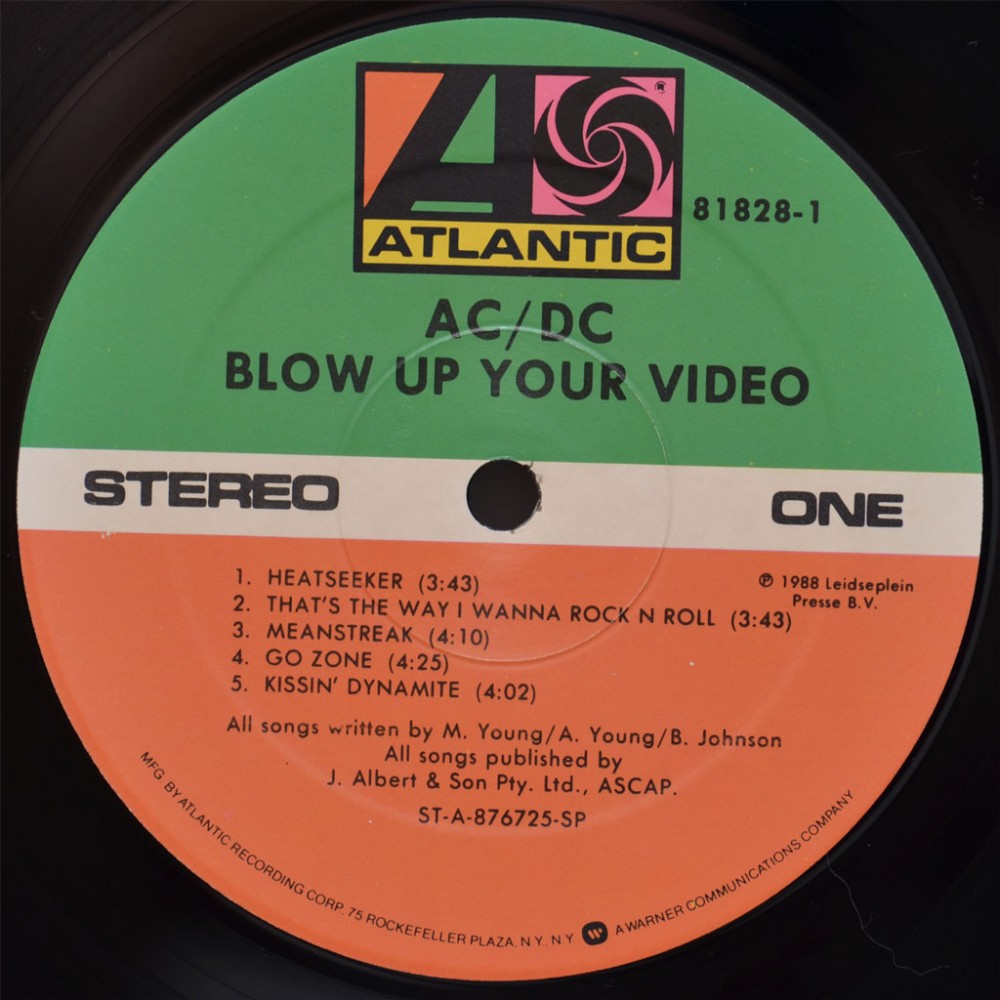 ®
81828-1
ATLANTIC
AC/DC
BLOW UP YOUR VIDEO
STEREO
ONE
1. HEATSEEKER (3:43)
2. THAT'S THE WAY I WANNA ROCK N ROLL (3:43)
3. MEANSTREAK (4:10)
4. GO ZONE (4:25)
5. KISSIN' DYNAMITE (4:02)
℗ 1988 Leidseplein
Presse B.V.
All songs written by M. Young/A. Young/B. Johnson
All songs published by
J. Albert & Son Pty. Ltd., ASCAP.
ST-A-876725-SP
MFG BY ATLANTIC RECORDING CORP. 75 ROCKEFELLER PLAZA. N.Y. N.Y A WARNER COMMUNICATIONS COMPANY